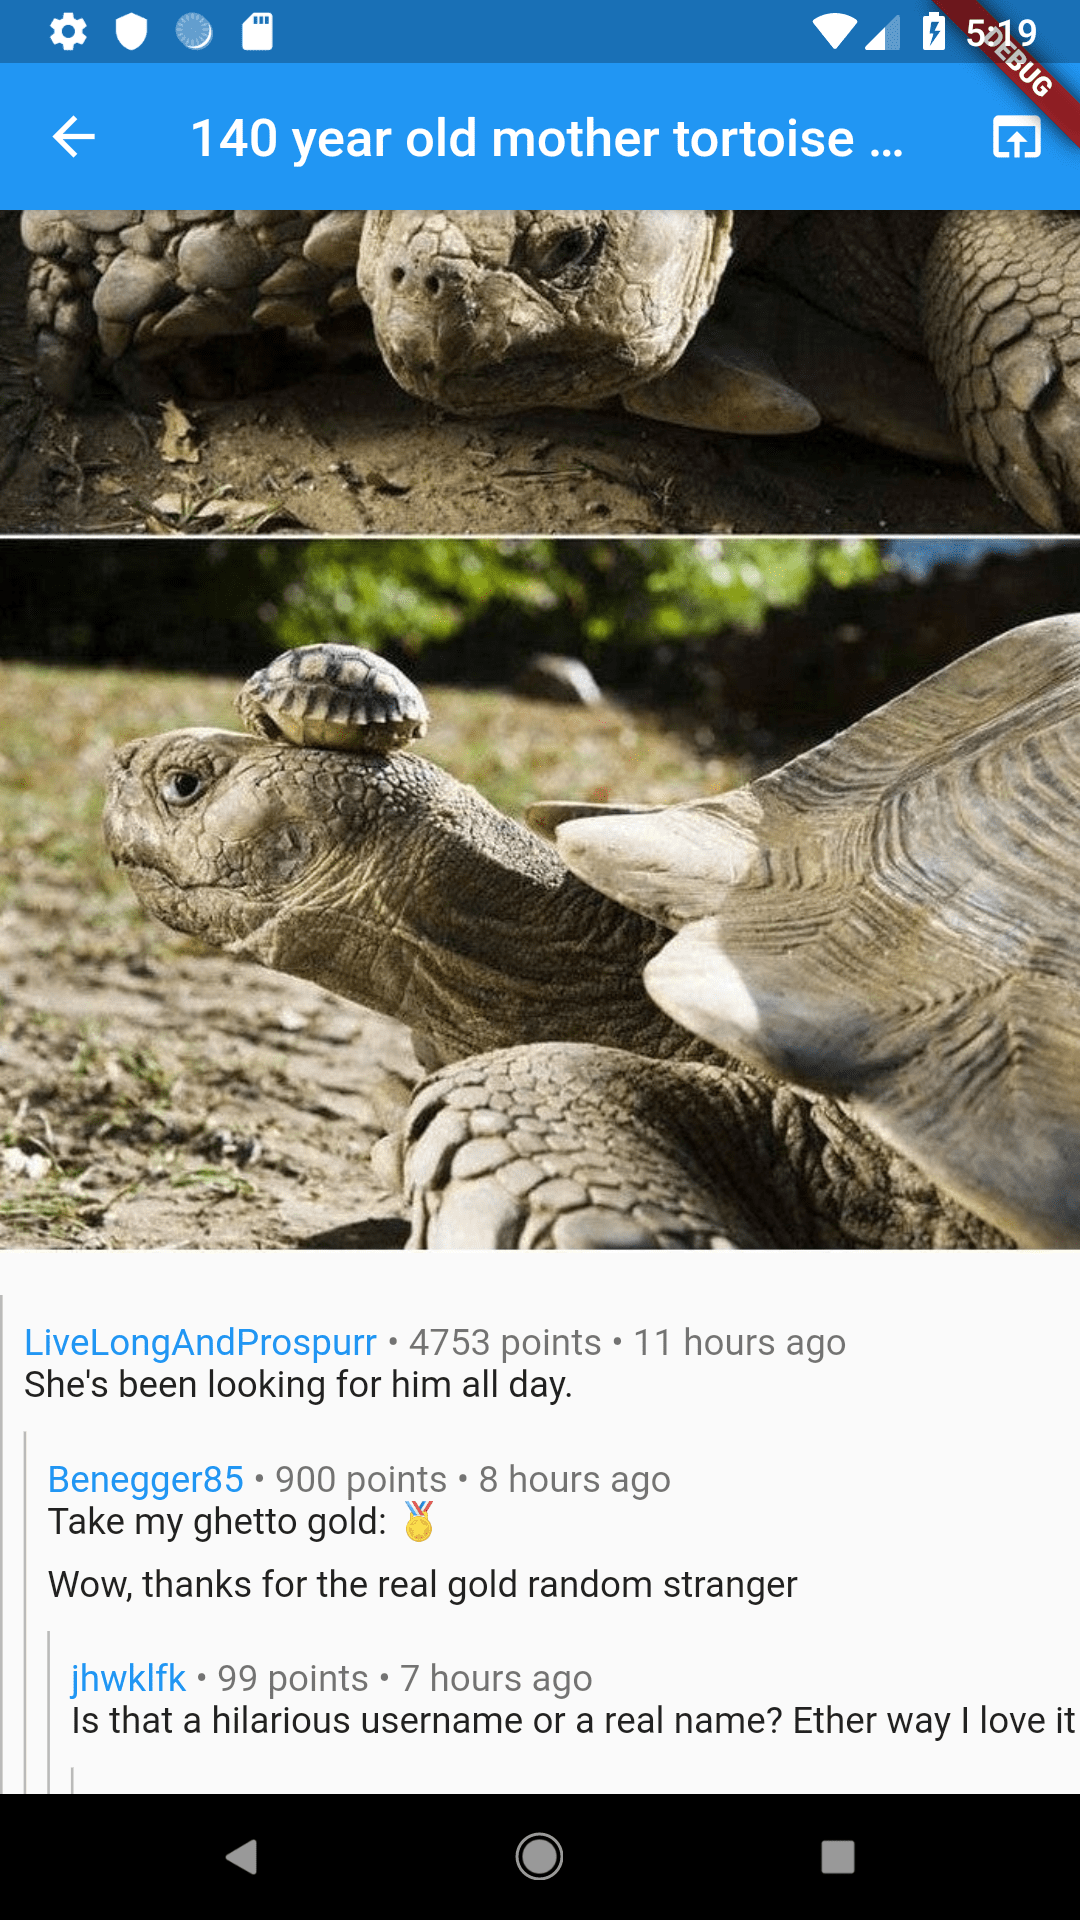 5:19
DEBUG
140 year old mother tortoise ...
LiveLongAndProspurr • 4753 points • 11 hours ago
She's been looking for him all day.
Benegger85 • 900 points • 8 hours ago
Take my ghetto gold: 🏅
Wow, thanks for the real gold random stranger
jhwklfk • 99 points • 7 hours ago
Is that a hilarious username or a real name? Ether way I love it